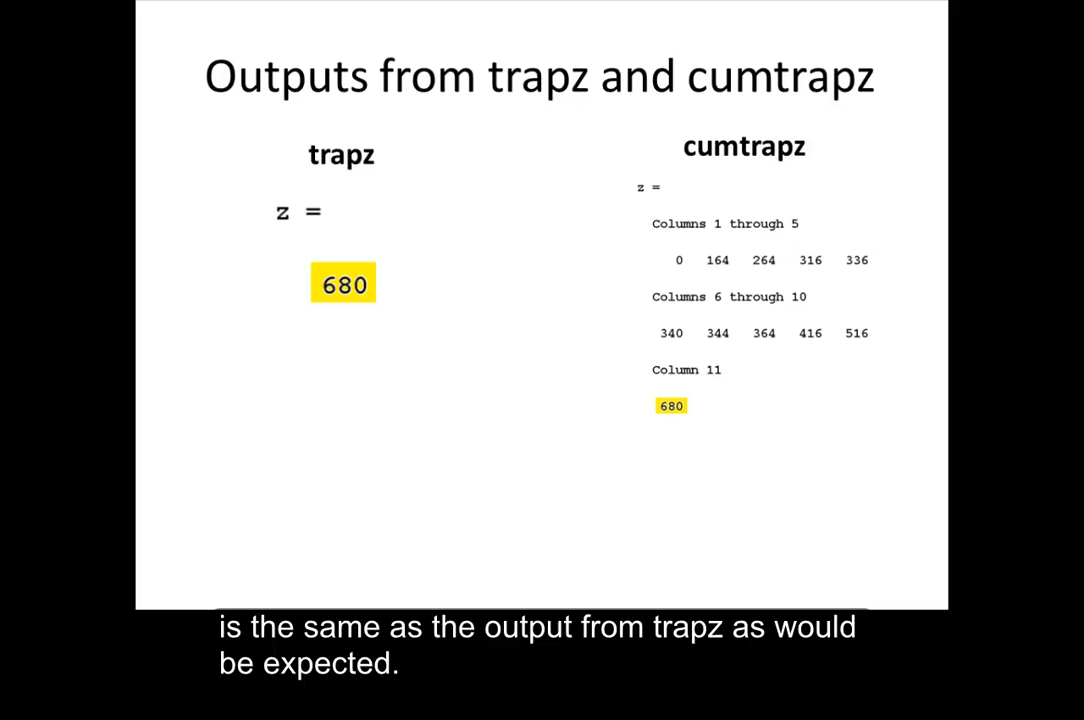 Outputs from trapz and cumtrapz
trapz
z =
680
cumtrapz
z =
Columns 1 through 5
0 164 264 316 336
Columns 6 through 10
340 344 364 416 516
Column 11
680
is the same as the output from trapz as would
be expected.